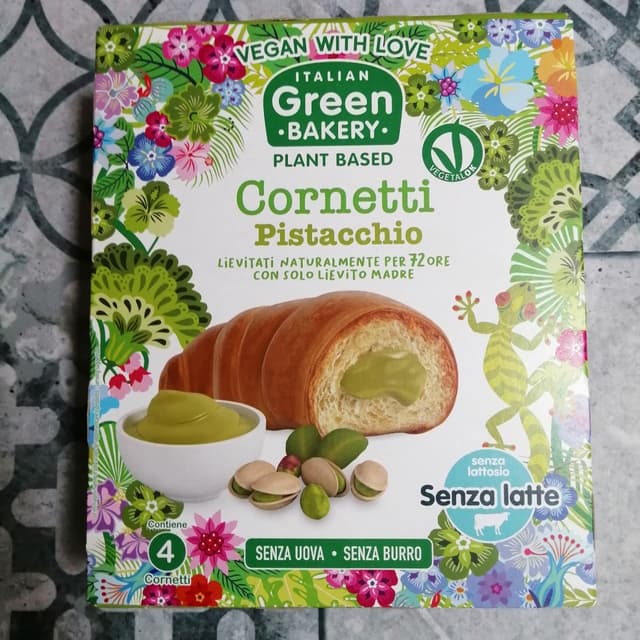 VEGAN WITH LOVE
ITALIAN
Green
·BAKERY·
PLANT BASED
VEGETALOK
Cornetti
Pistacchio
LIEVITATI NATURALMENTE PER 72 ORE
CON SOLO LIEVITO MADRE
senza
lattosio
Senza latte
Contiene
4
Cornetti
SENZA UOVA • SENZA BURRO